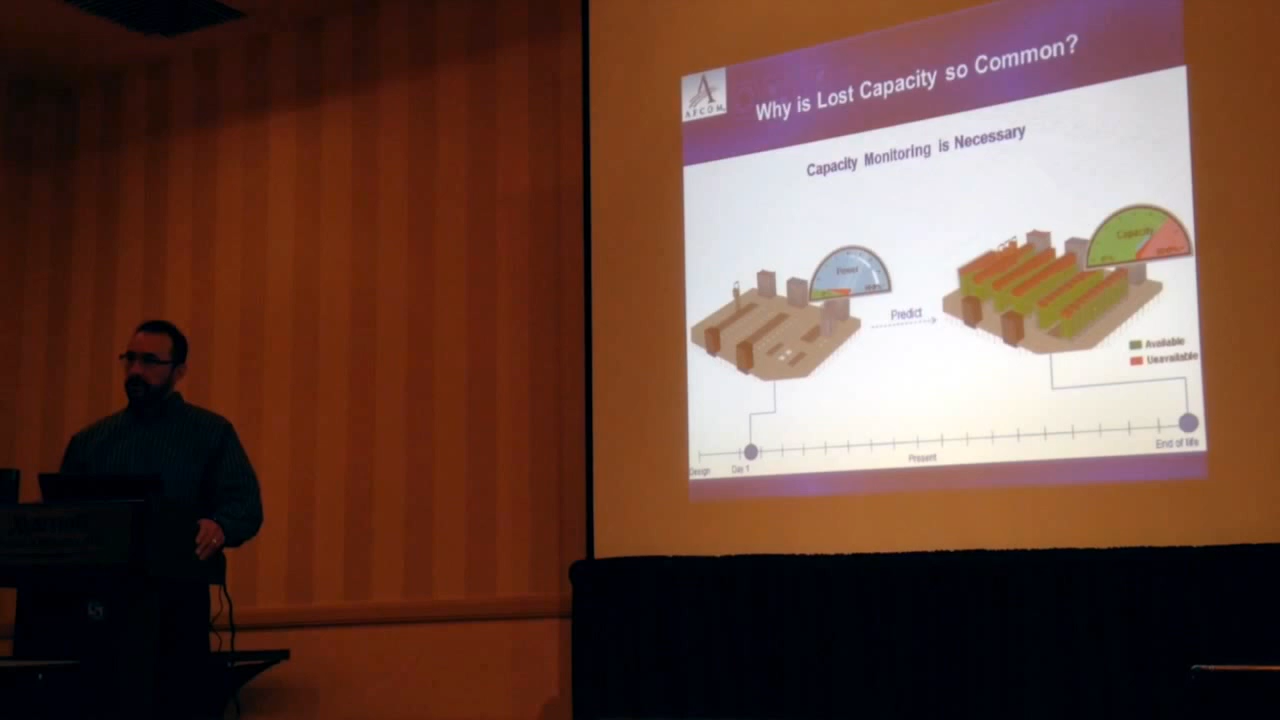 AFCOM
Why is Lost Capacity so Common?
Capacity Monitoring is Necessary
Capacity
Predict
Available
Unavailable
Design
Day 1
Present
End of life